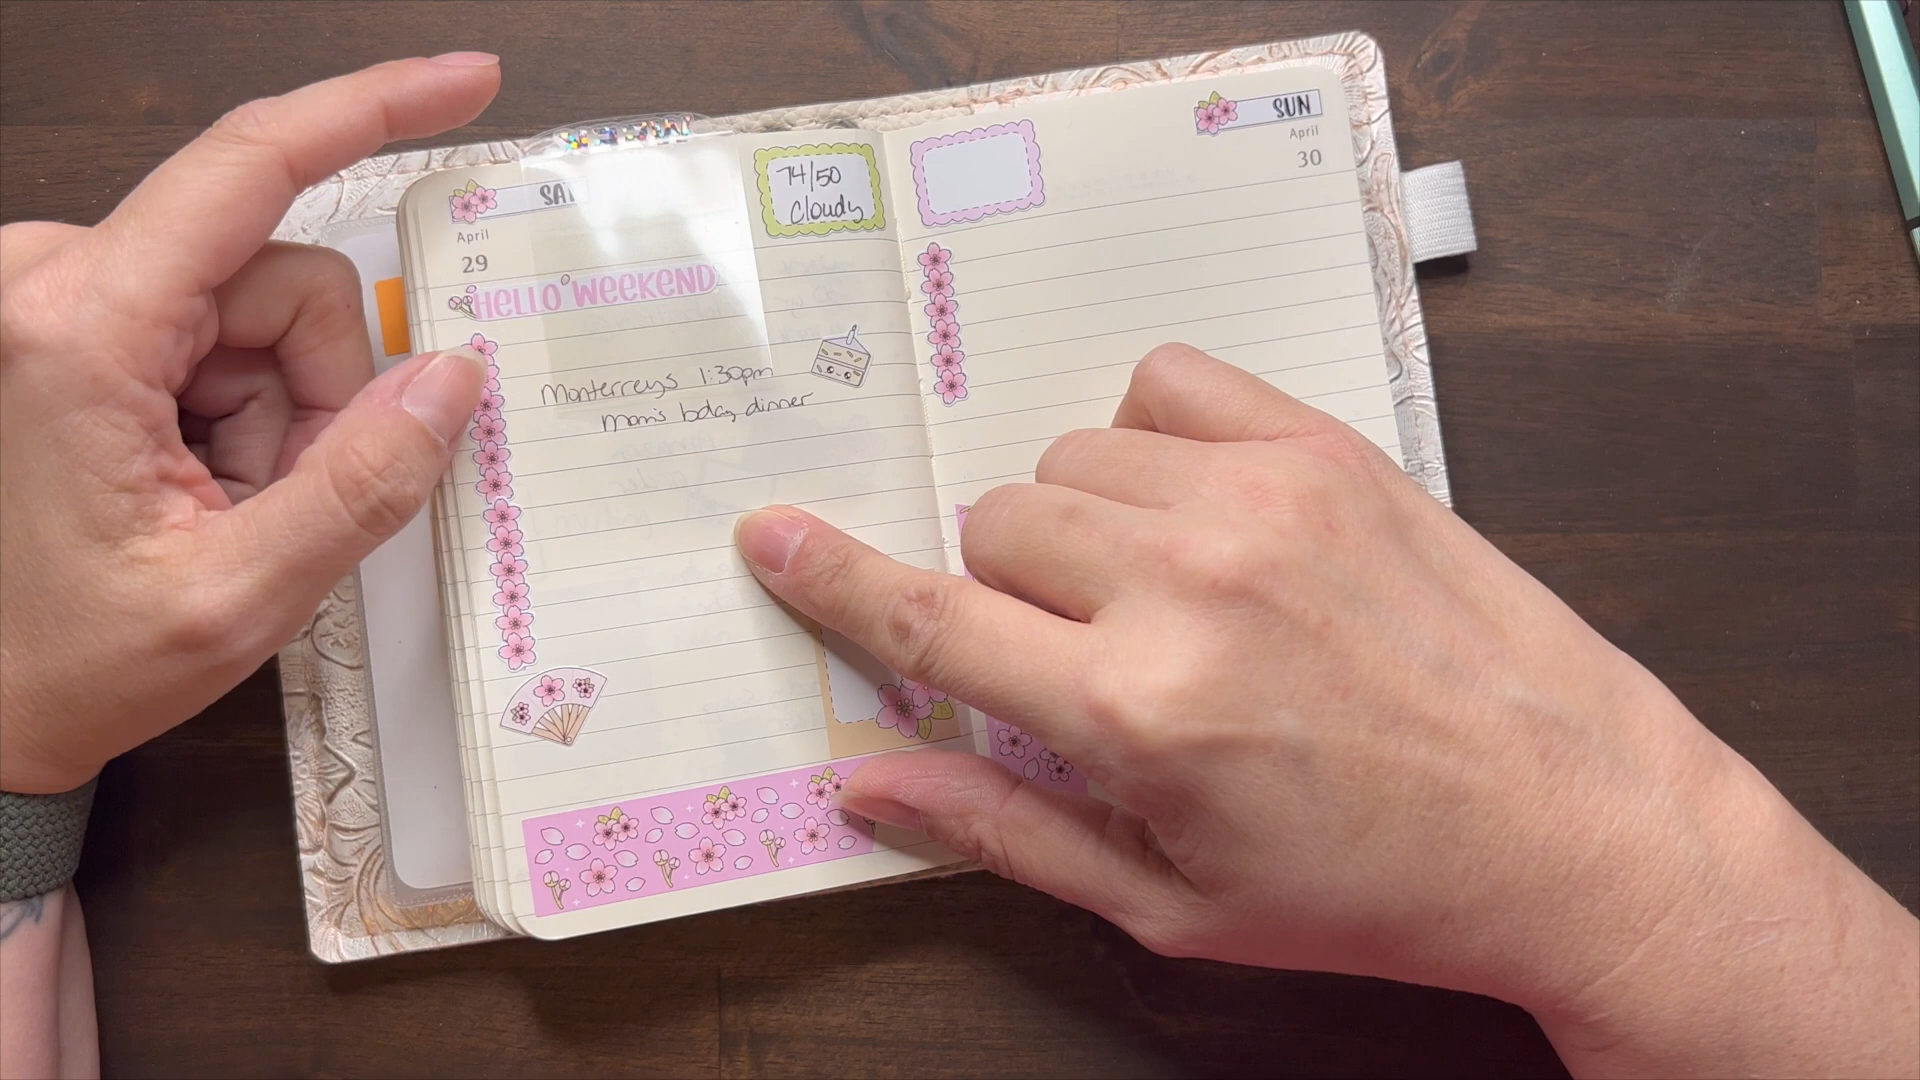 SAT
April
29
74/50
Cloudy
HELLO WEEKEND
Monterreys 1:30pm
mom's bday dinner
SUN
April
30